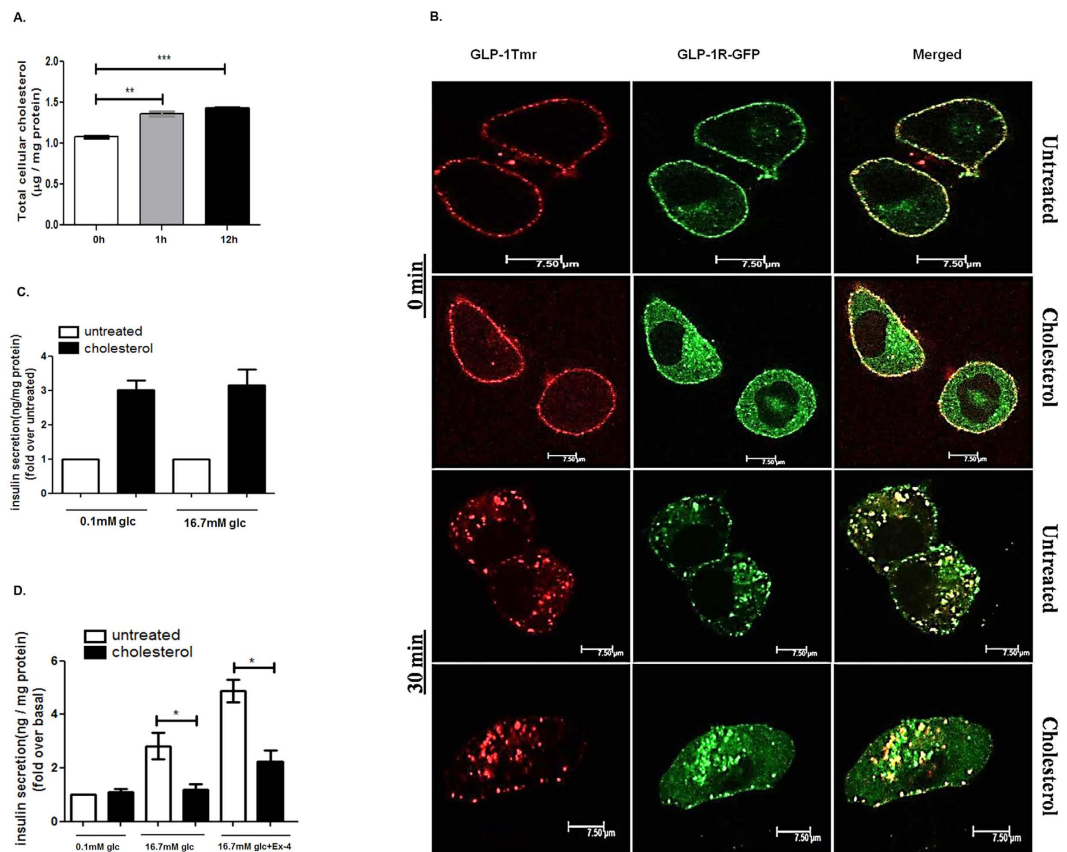 A.
Total cellular cholesterol
(µg / mg protein)
2.0
1.5
1.0
0.5
0.0
***
**
0h 1h 12h
B.
GLP-1Tmr GLP-1R-GFP Merged
0 min
Untreated
7.50 µm 7.50 µm 7.50 µm
Cholesterol
7.50 µm 7.50 µm 7.50 µm
30 min
Untreated
7.50 µm 7.50 µm 7.50 µm
Cholesterol
7.50 µm 7.50 µm 7.50 µm
C.
untreated
cholesterol
insulin secretion(ng/mg protein)
(fold over untreated)
4
3
2
1
0
0.1mM glc 16.7mM glc
D.
untreated
cholesterol
insulin secretion(ng / mg protein)
(fold over basal)
6
4
2
0
*
*
0.1mM glc 16.7mM glc 16.7mM glc+Ex-4